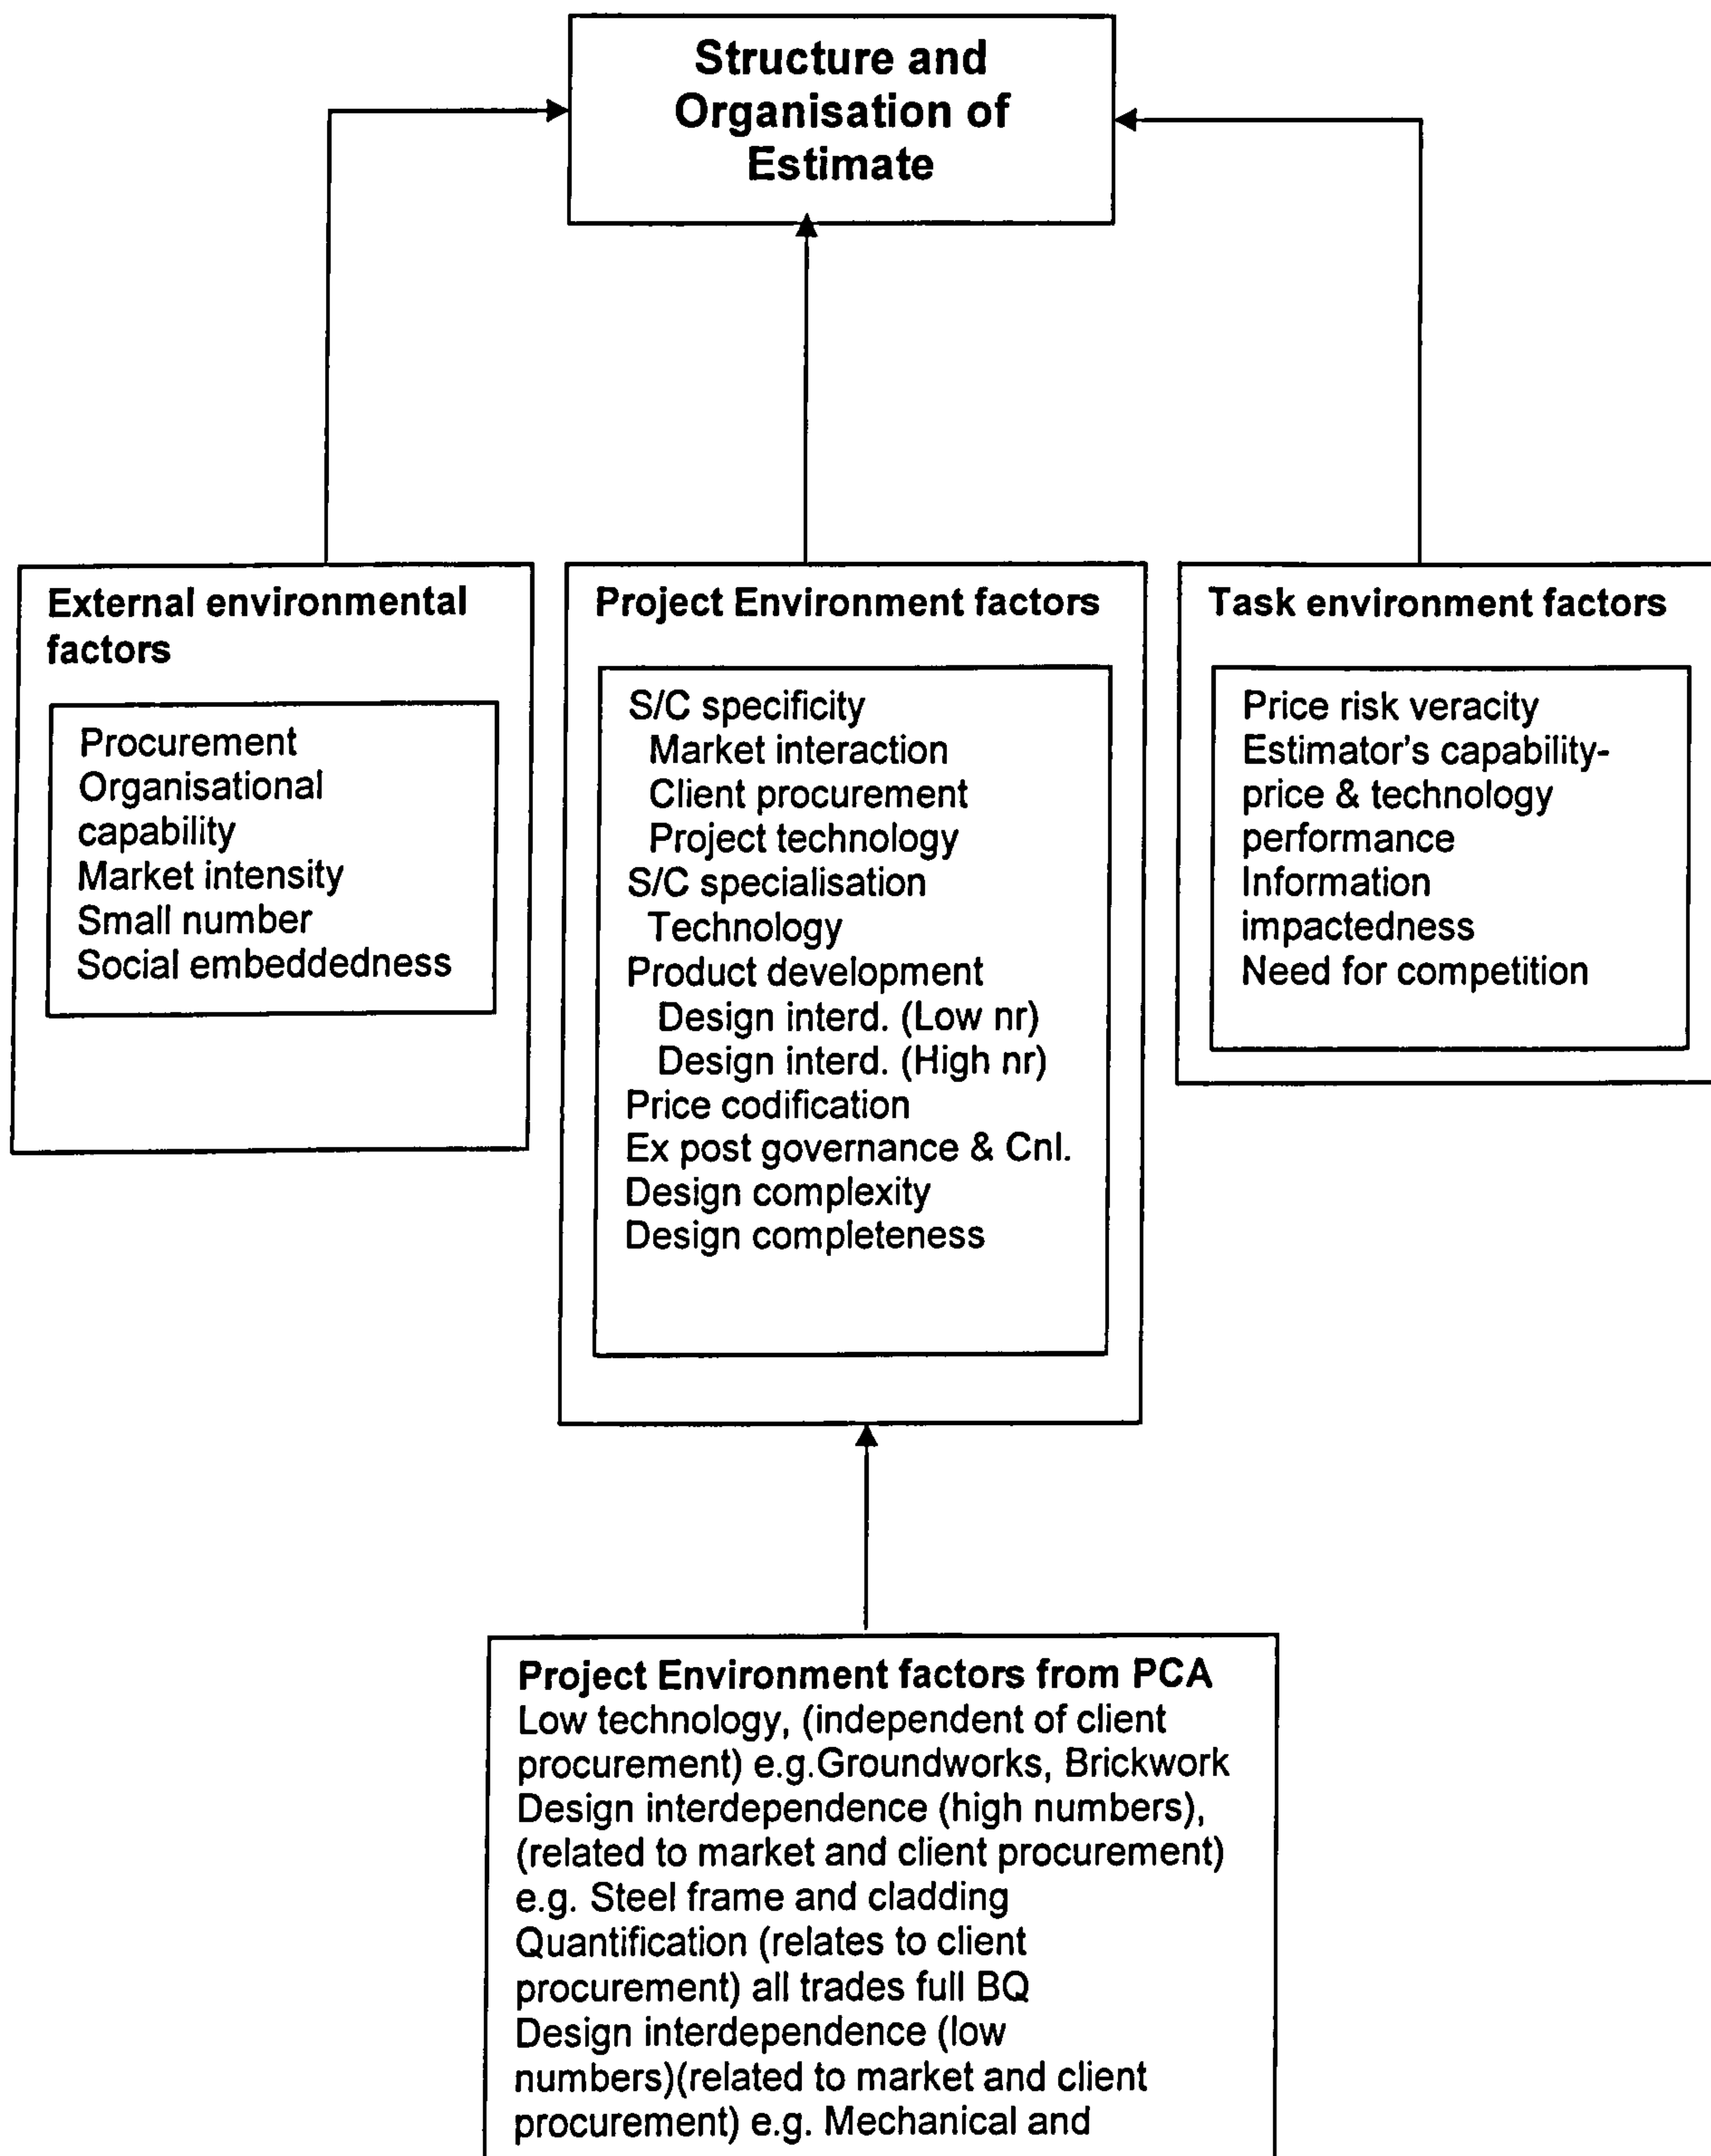 Structure and
Organisation of
Estimate
External environmental
factors
Procurement
Organisational
capability
Market intensity
Small number
Social embeddedness
Project Environment factors
S/C specificity
Market interaction
Client procurement
Project technology
S/C specialisation
Technology
Product development
Design interd. (Low nr)
Design interd. (High nr)
Price codification
Ex post governance & Cnl.
Design complexity
Design completeness
Task environment factors
Price risk veracity
Estimator's capability-
price & technology
performance
Information
impactedness
Need for competition
Project Environment factors from PCA
Low technology, (independent of client
procurement) e.g.Groundworks, Brickwork
Design interdependence (high numbers),
(related to market and client procurement)
e.g. Steel frame and cladding
Quantification (relates to client
procurement) all trades full BQ
Design interdependence (low
numbers)(related to market and client
procurement) e.g. Mechanical and